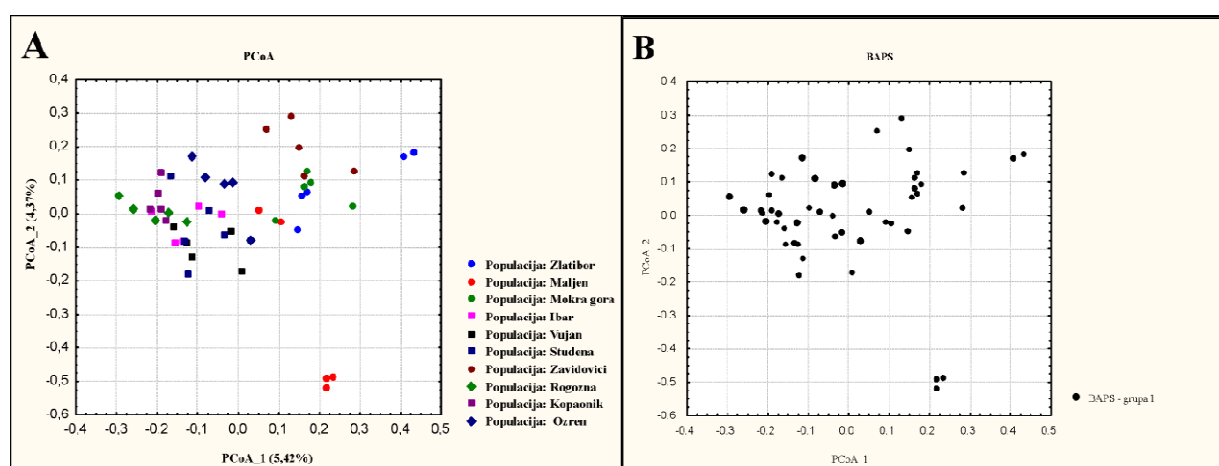 A
PCoA
0,4
0,3
0,2
0,1
0,0
-0,1
-0,2
-0,3
-0,4
-0,5
-0,6
PCoA_2 (4,37%)
-0,4 -0,3 -0,2 -0,1 0,0 0,1 0,2 0,3 0,4 0,5
PCoA_1 (5,42%)
Populacija: Zlatibor
Populacija: Maljen
Populacija: Mokra gora
Populacija: Ibar
Populacija: Vujan
Populacija: Studena
Populacija: Zavidovici
Populacija: Rogozna
Populacija: Kopaonik
Populacija: Ozren
B
BAPS
0.4
0.3
0.2
0.1
0.0
-0.1
-0.2
-0.3
-0.4
-0.5
-0.6
PCoA_2
-0.4 -0.3 -0.2 -0.1 0.0 0.1 0.2 0.3 0.4 0.5
PCoA_1
BAPS - grupa 1